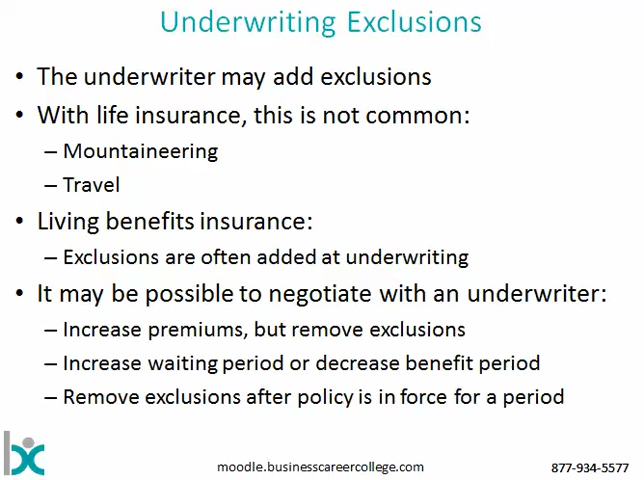 Underwriting Exclusions
• The underwriter may add exclusions
• With life insurance, this is not common:
– Mountaineering
– Travel
• Living benefits insurance:
– Exclusions are often added at underwriting
• It may be possible to negotiate with an underwriter:
– Increase premiums, but remove exclusions
– Increase waiting period or decrease benefit period
– Remove exclusions after policy is in force for a period
moodle.businesscareercollege.com
877-934-5577